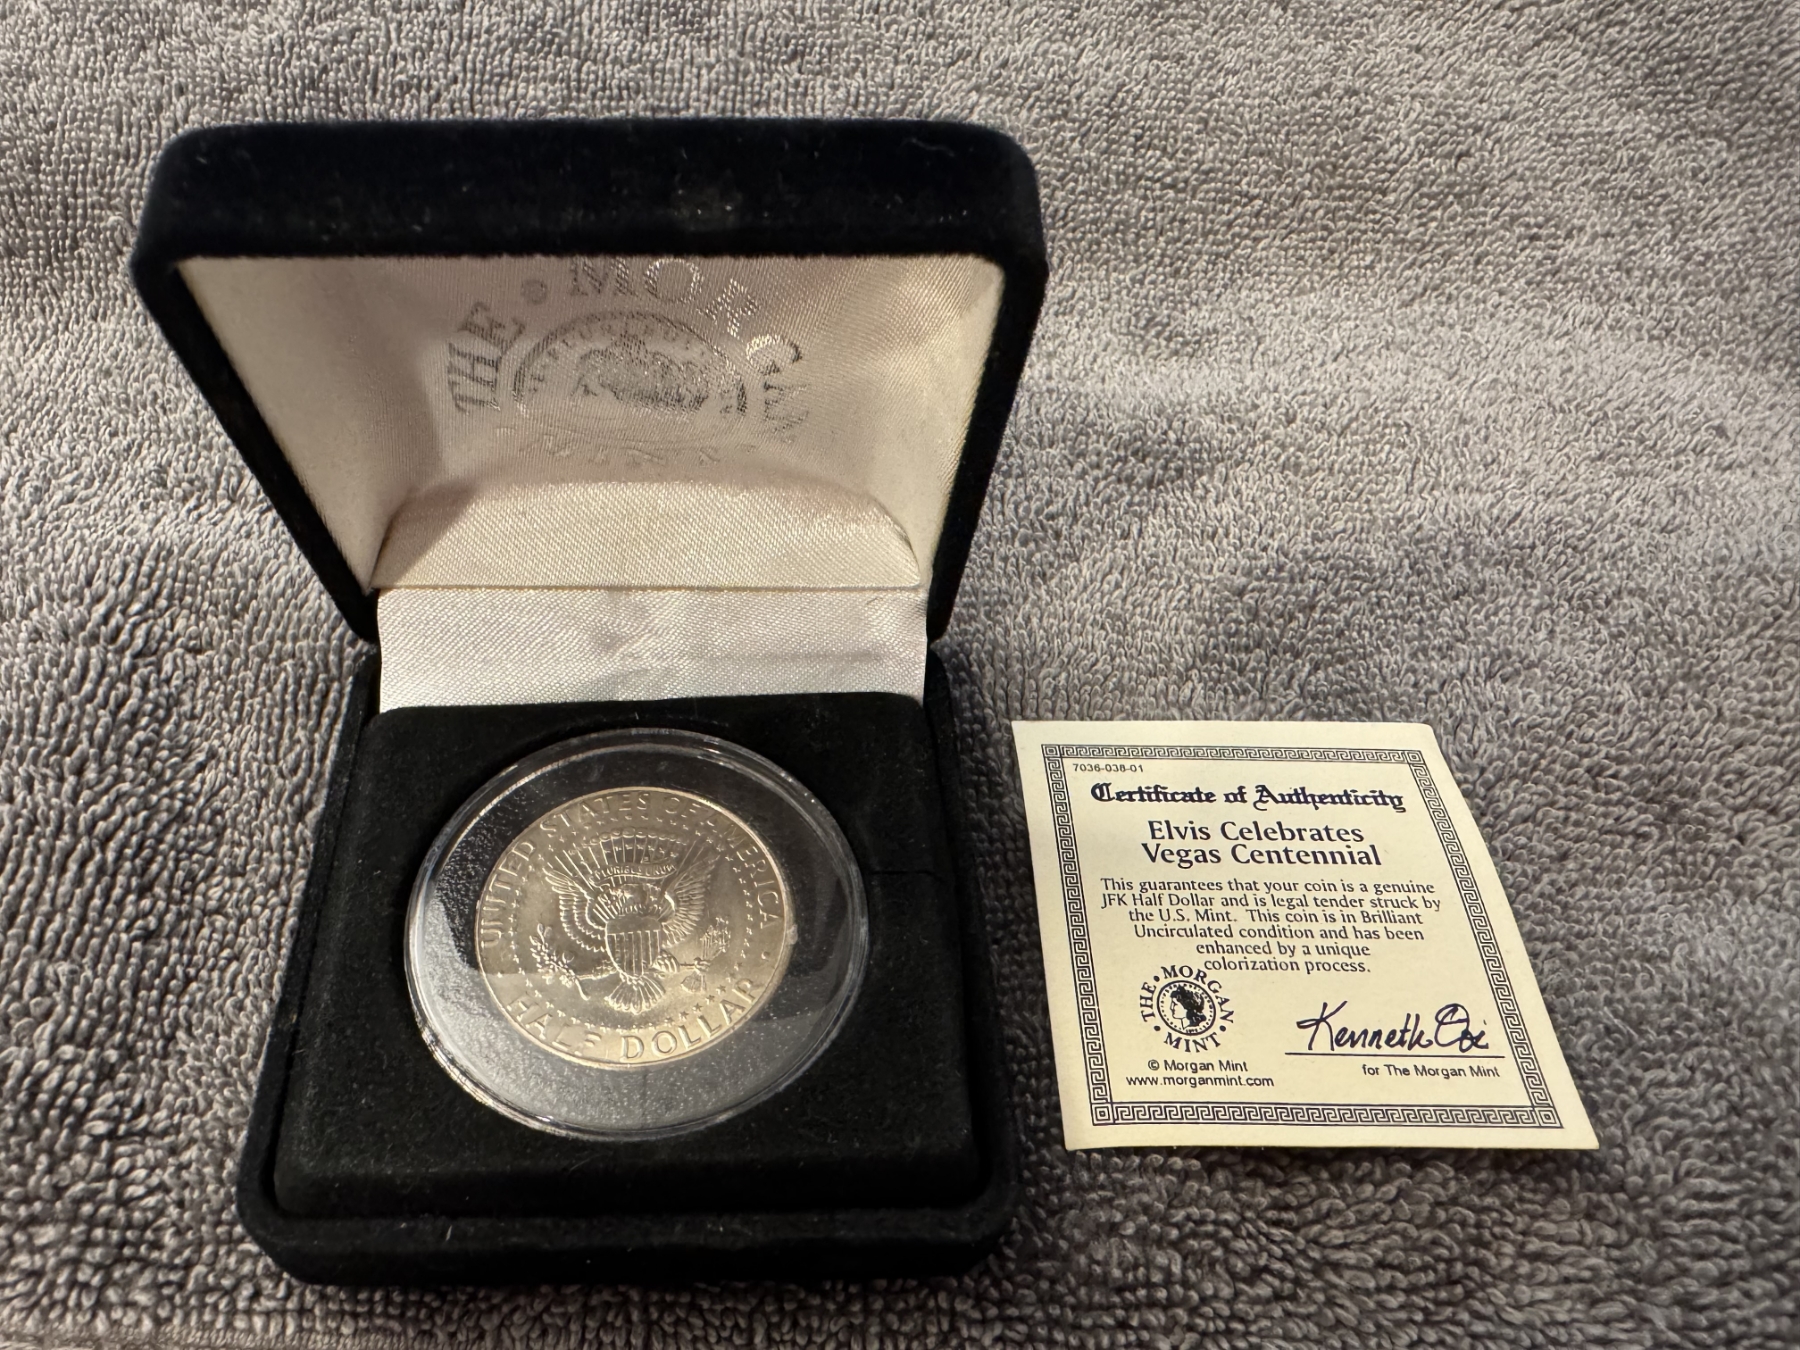 THE • MORGAN
MINT
UNITED STATES OF AMERICA
HALF DOLLAR
7036-038-01
Certificate of Authenticity
Elvis Celebrates
Vegas Centennial
This guarantees that your coin is a genuine
JFK Half Dollar and is legal tender struck by
the U.S. Mint. This coin is in Brilliant
Uncirculated condition and has been
enhanced by a unique
colorization process.
• THE • MORGAN •
MINT
Kenneth
© Morgan Mint
www.morganmint.com
for The Morgan Mint